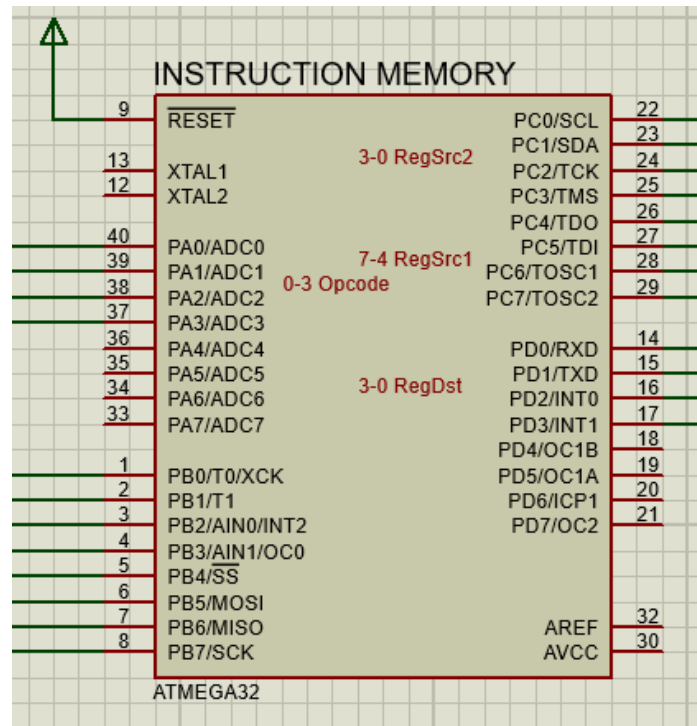 INSTRUCTION MEMORY
9 RESET
13 XTAL1
12 XTAL2
40 PA0/ADC0
39 PA1/ADC1
38 PA2/ADC2
37 PA3/ADC3
36 PA4/ADC4
35 PA5/ADC5
34 PA6/ADC6
33 PA7/ADC7
1 PB0/T0/XCK
2 PB1/T1
3 PB2/AIN0/INT2
4 PB3/AIN1/OC0
5 PB4/SS
6 PB5/MOSI
7 PB6/MISO
8 PB7/SCK
3-0 RegSrc2
7-4 RegSrc1
0-3 Opcode
3-0 RegDst
PC0/SCL 22
PC1/SDA 23
PC2/TCK 24
PC3/TMS 25
PC4/TDO 26
PC5/TDI 27
PC6/TOSC1 28
PC7/TOSC2 29
PD0/RXD 14
PD1/TXD 15
PD2/INT0 16
PD3/INT1 17
PD4/OC1B 18
PD5/OC1A 19
PD6/ICP1 20
PD7/OC2 21
AREF 32
AVCC 30
ATMEGA32